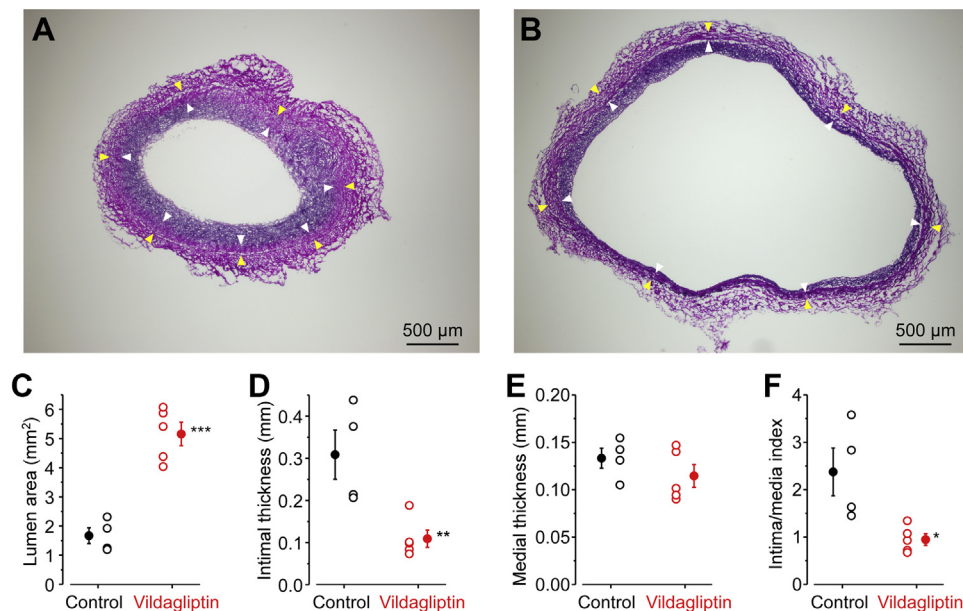 A
B
500 µm
500 µm
C
Lumen area (mm²)
6
5
4
3
2
1
0
***
Control
Vildagliptin
D
Intimal thickness (mm)
0.4
0.3
0.2
0.1
0.0
**
Control
Vildagliptin
E
Medial thickness (mm)
0.20
0.15
0.10
0.05
0.00
Control
Vildagliptin
F
Intima/media index
4
3
2
1
0
*
Control
Vildagliptin